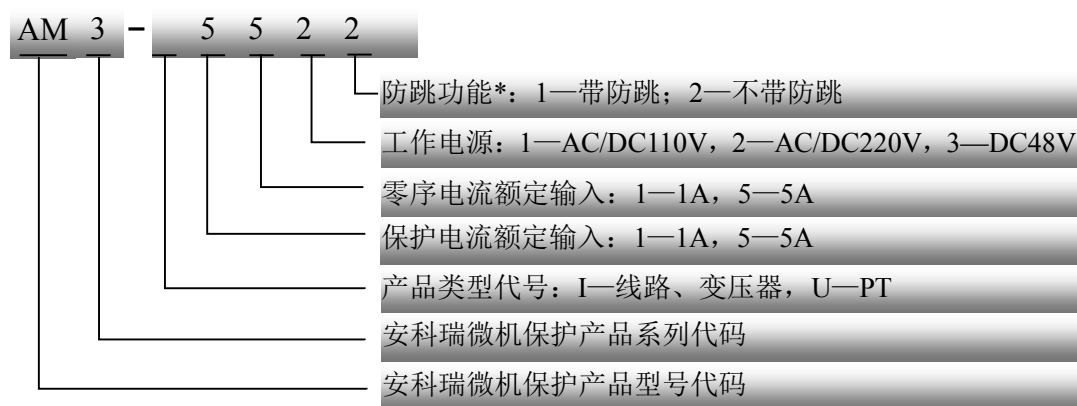 AM 3 - 5 5 2 2
防跳功能*：1—带防跳；2—不带防跳
工作电源：1—AC/DC110V，2—AC/DC220V，3—DC48V
零序电流额定输入：1—1A，5—5A
保护电流额定输入：1—1A，5—5A
产品类型代号：I—线路、变压器，U—PT
安科瑞微机保护产品系列代码
安科瑞微机保护产品型号代码